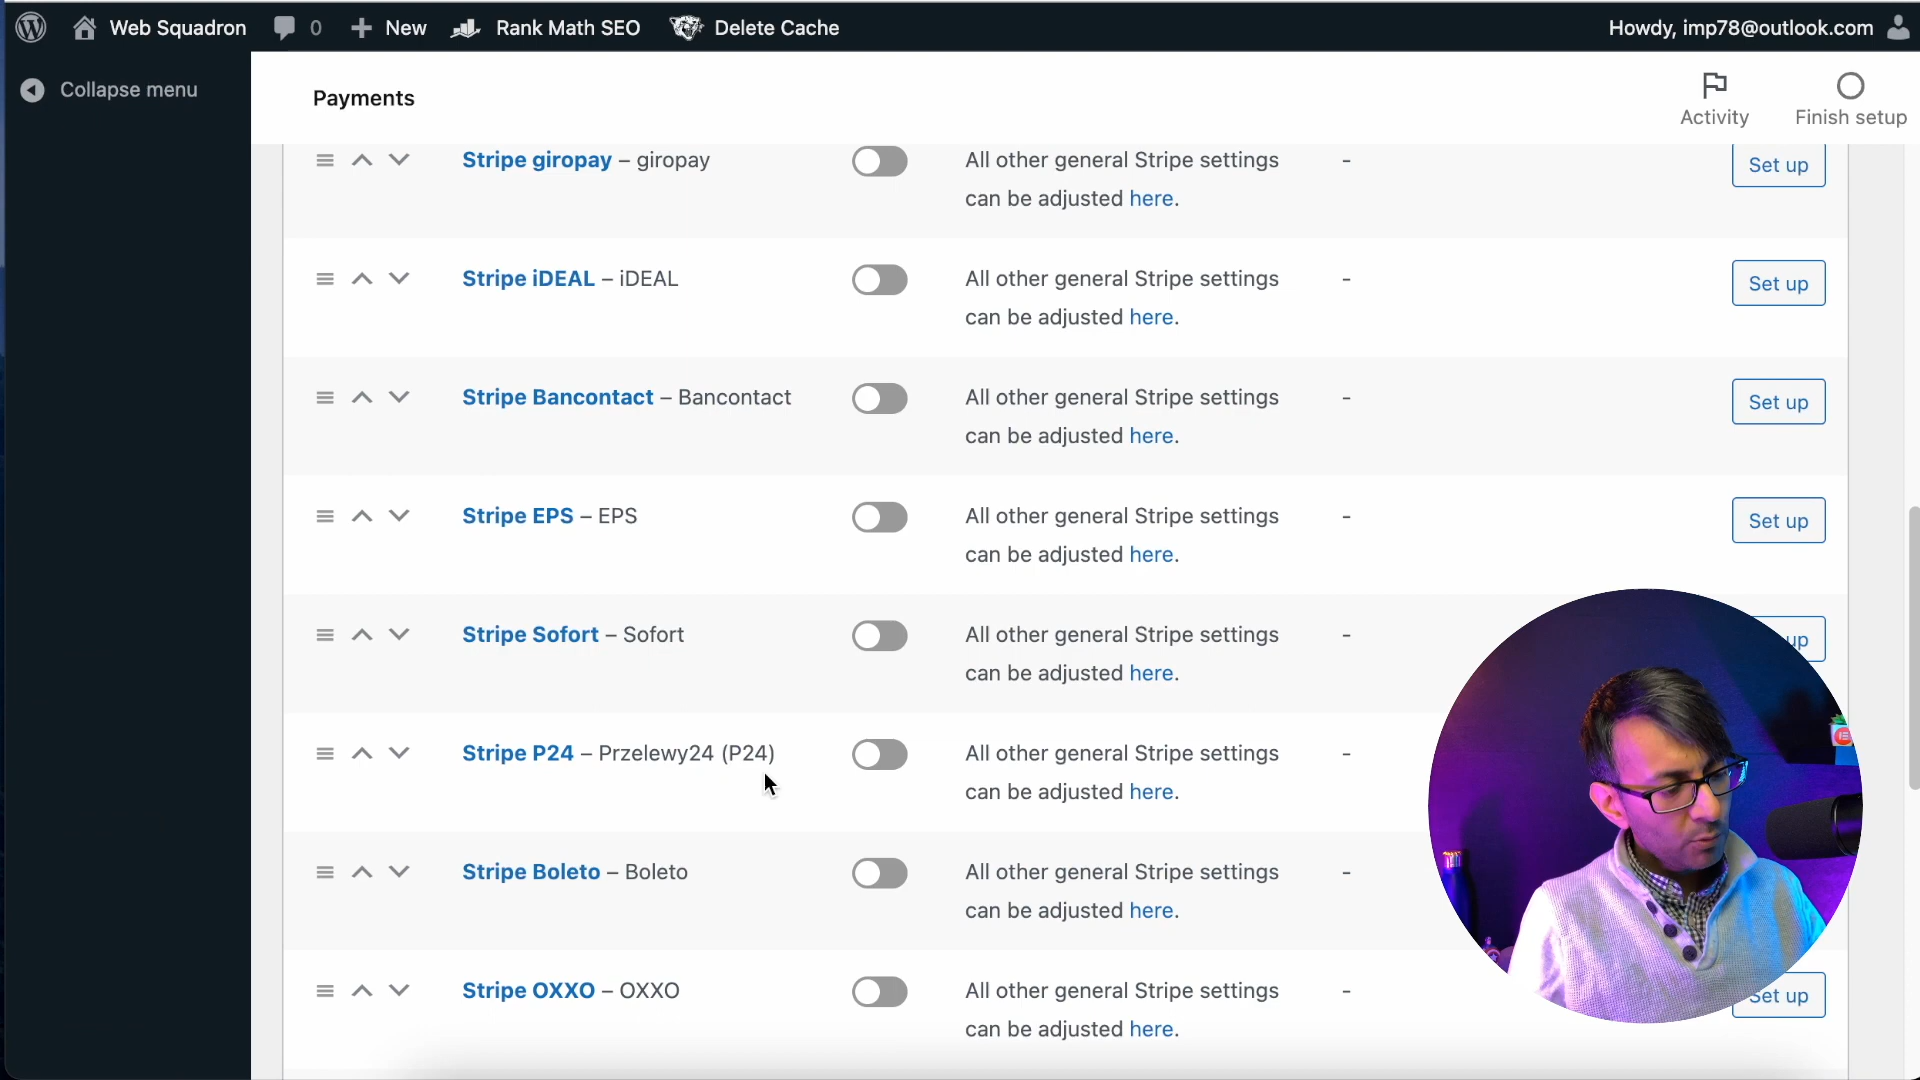 Web Squadron 0 New Rank Math SEO Delete Cache Howdy, imp78@outlook.com
Collapse menu
Payments
Activity
Finish setup
Stripe giropay – giropay
All other general Stripe settings
can be adjusted here.
-
Set up
Stripe iDEAL – iDEAL
All other general Stripe settings
can be adjusted here.
-
Set up
Stripe Bancontact – Bancontact
All other general Stripe settings
can be adjusted here.
-
Set up
Stripe EPS – EPS
All other general Stripe settings
can be adjusted here.
-
Set up
Stripe Sofort – Sofort
All other general Stripe settings
can be adjusted here.
-
up
Stripe P24 – Przelewy24 (P24)
All other general Stripe settings
can be adjusted here.
-
Stripe Boleto – Boleto
All other general Stripe settings
can be adjusted here.
-
Stripe OXXO – OXXO
All other general Stripe settings
can be adjusted here.
-
Set up